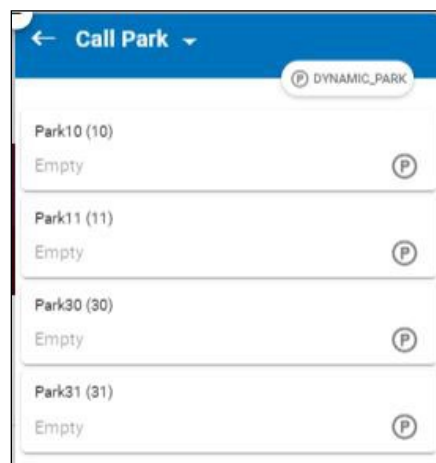 Call Park
DYNAMIC_PARK
Park10 (10)
Empty
P
Park11 (11)
Empty
P
Park30 (30)
Empty
P
Park31 (31)
Empty
P